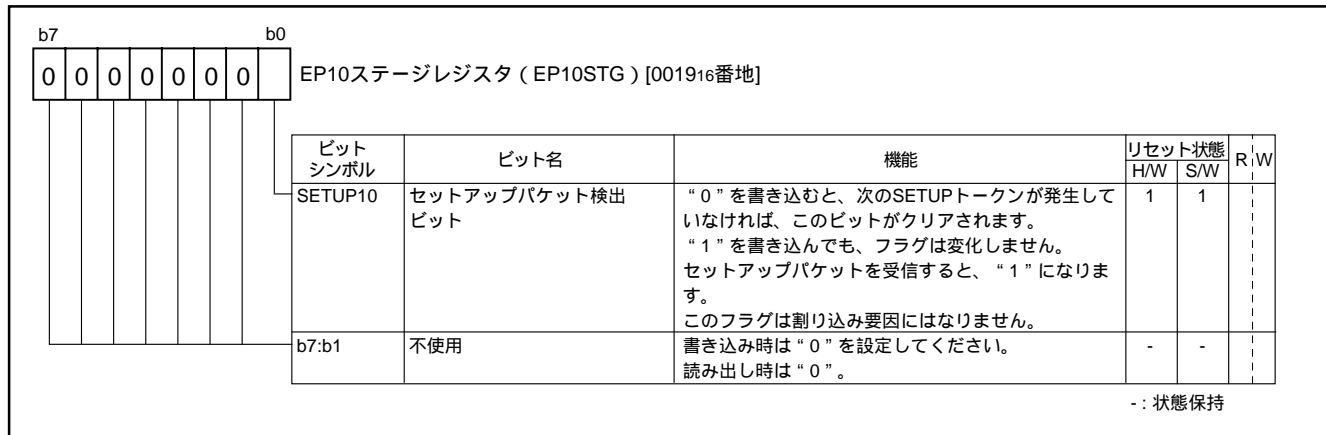 b7 b0
0 0 0 0 0 0 0 EP10ステージレジスタ（EP10STG）[001916番地]
ビット シンボル ビット名 機能 リセット状態 R W
H/W S/W
SETUP10 セットアップパケット検出 “0”を書き込むと、次のSETUPトークンが発生して 1 1
ビット いなければ、このビットがクリアされます。
“1”を書き込んでも、フラグは変化しません。
セットアップパケットを受信すると、“1”になりま
す。
このフラグは割り込み要因にはなりません。
b7:b1 不使用 書き込み時は“0”を設定してください。 - -
読み出し時は“0”。
- : 状態保持